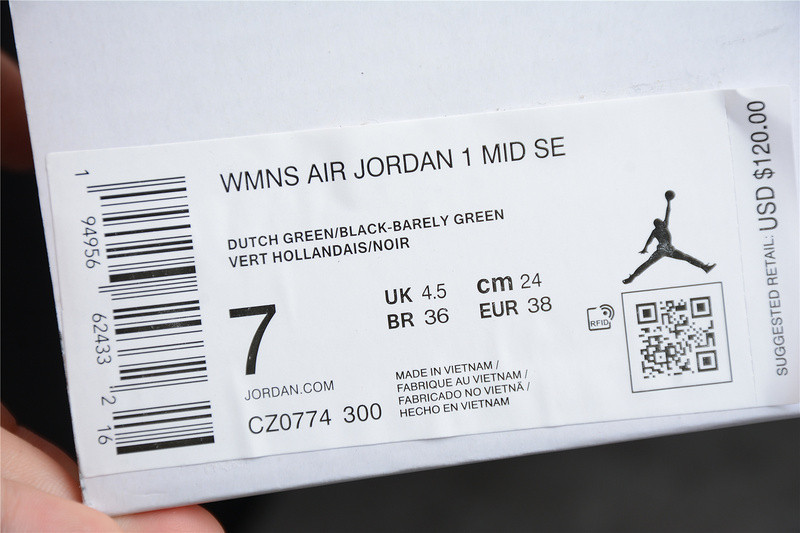 WMNS AIR JORDAN 1 MID SE
DUTCH GREEN/BLACK-BARELY GREEN
VERT HOLLANDAIS/NOIR
7
UK 4.5
cm 24
BR 36
EUR 38
RFID
JORDAN.COM
CZ0774 300
MADE IN VIETNAM /
FABRIQUE AU VIETNAM /
FABRICADO NO VIETNÃ /
HECHO EN VIETNAM
1 94956 62433 2 16
SUGGESTED RETAIL: USD $120.00